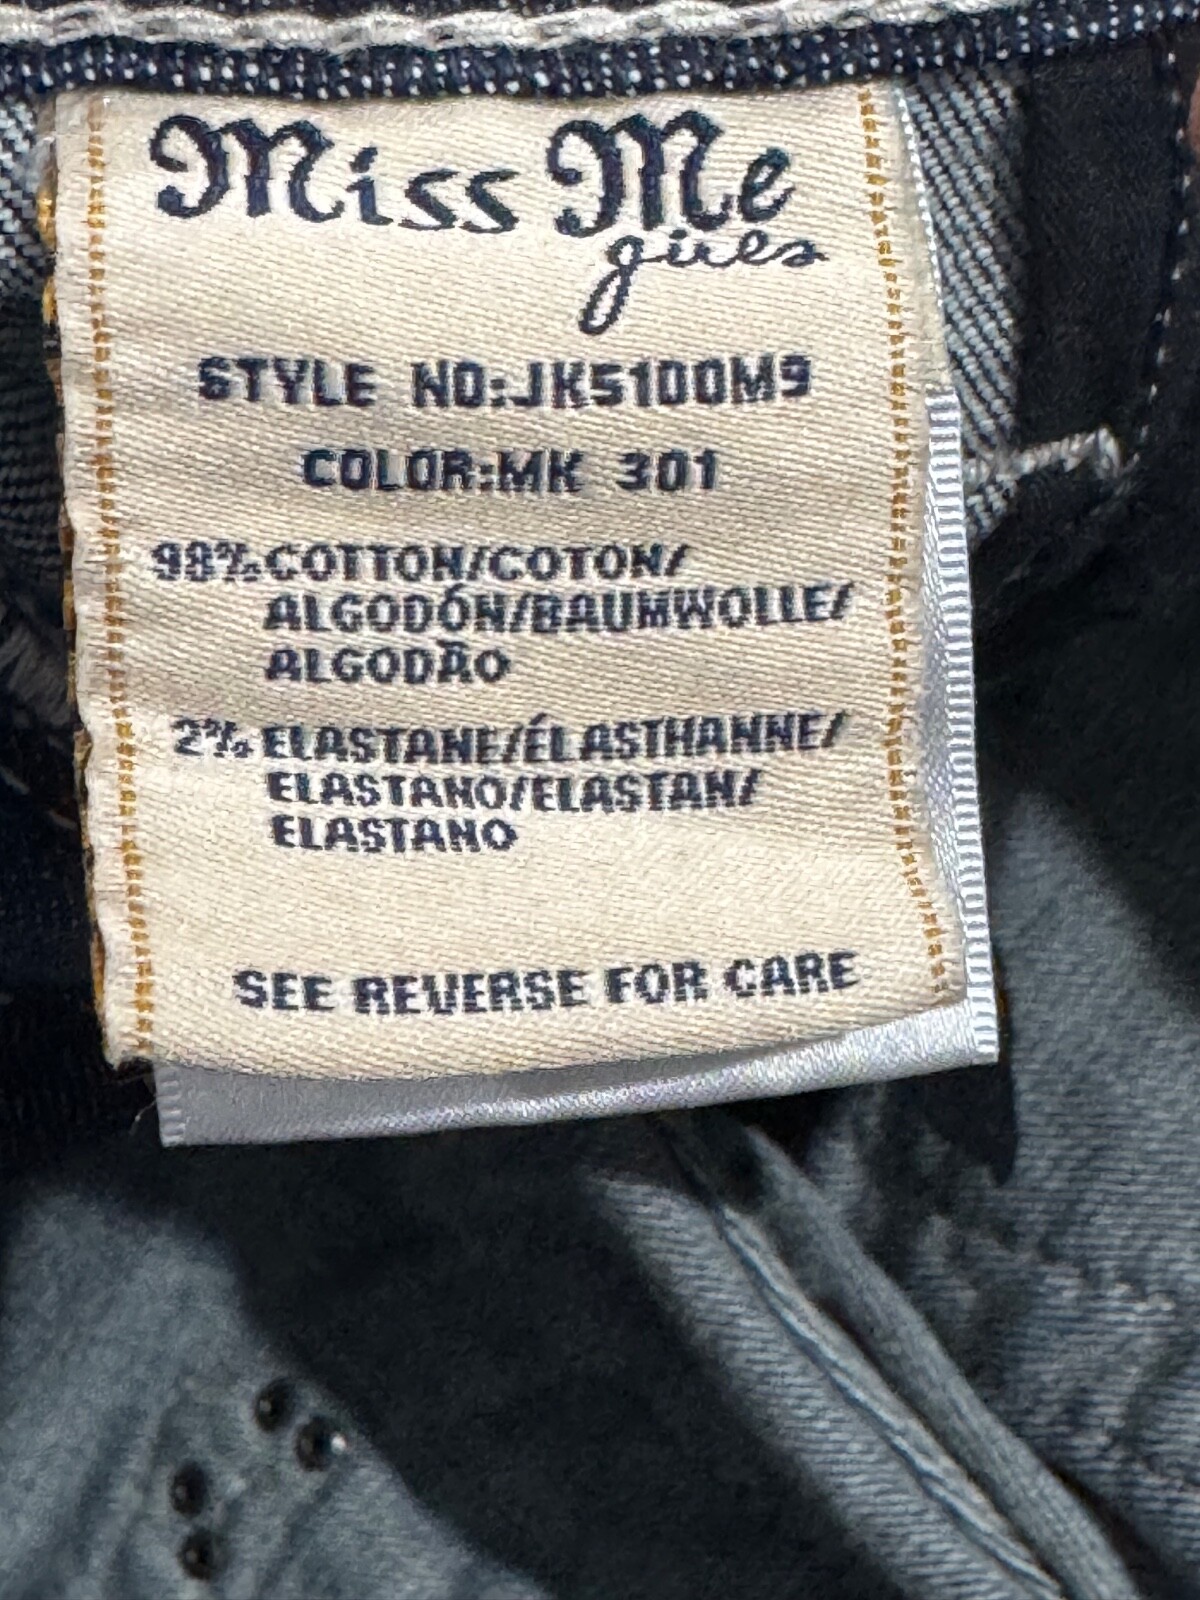 Miss Me
girls
STYLE NO:JK5100M9
COLOR:MK 301
98% COTTON/COTON/
ALGODÓN/BAUMWOLLE/
ALGODÃO
2% ELASTANE/ÉLASTHANNE/
ELASTANO/ELASTAN/
ELASTANO
SEE REVERSE FOR CARE